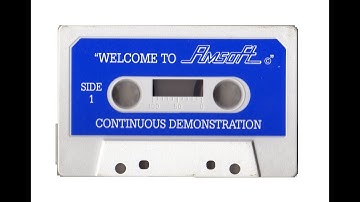 "WELCOME TO Amsoft ©"
SIDE
1
CONTINUOUS DEMONSTRATION